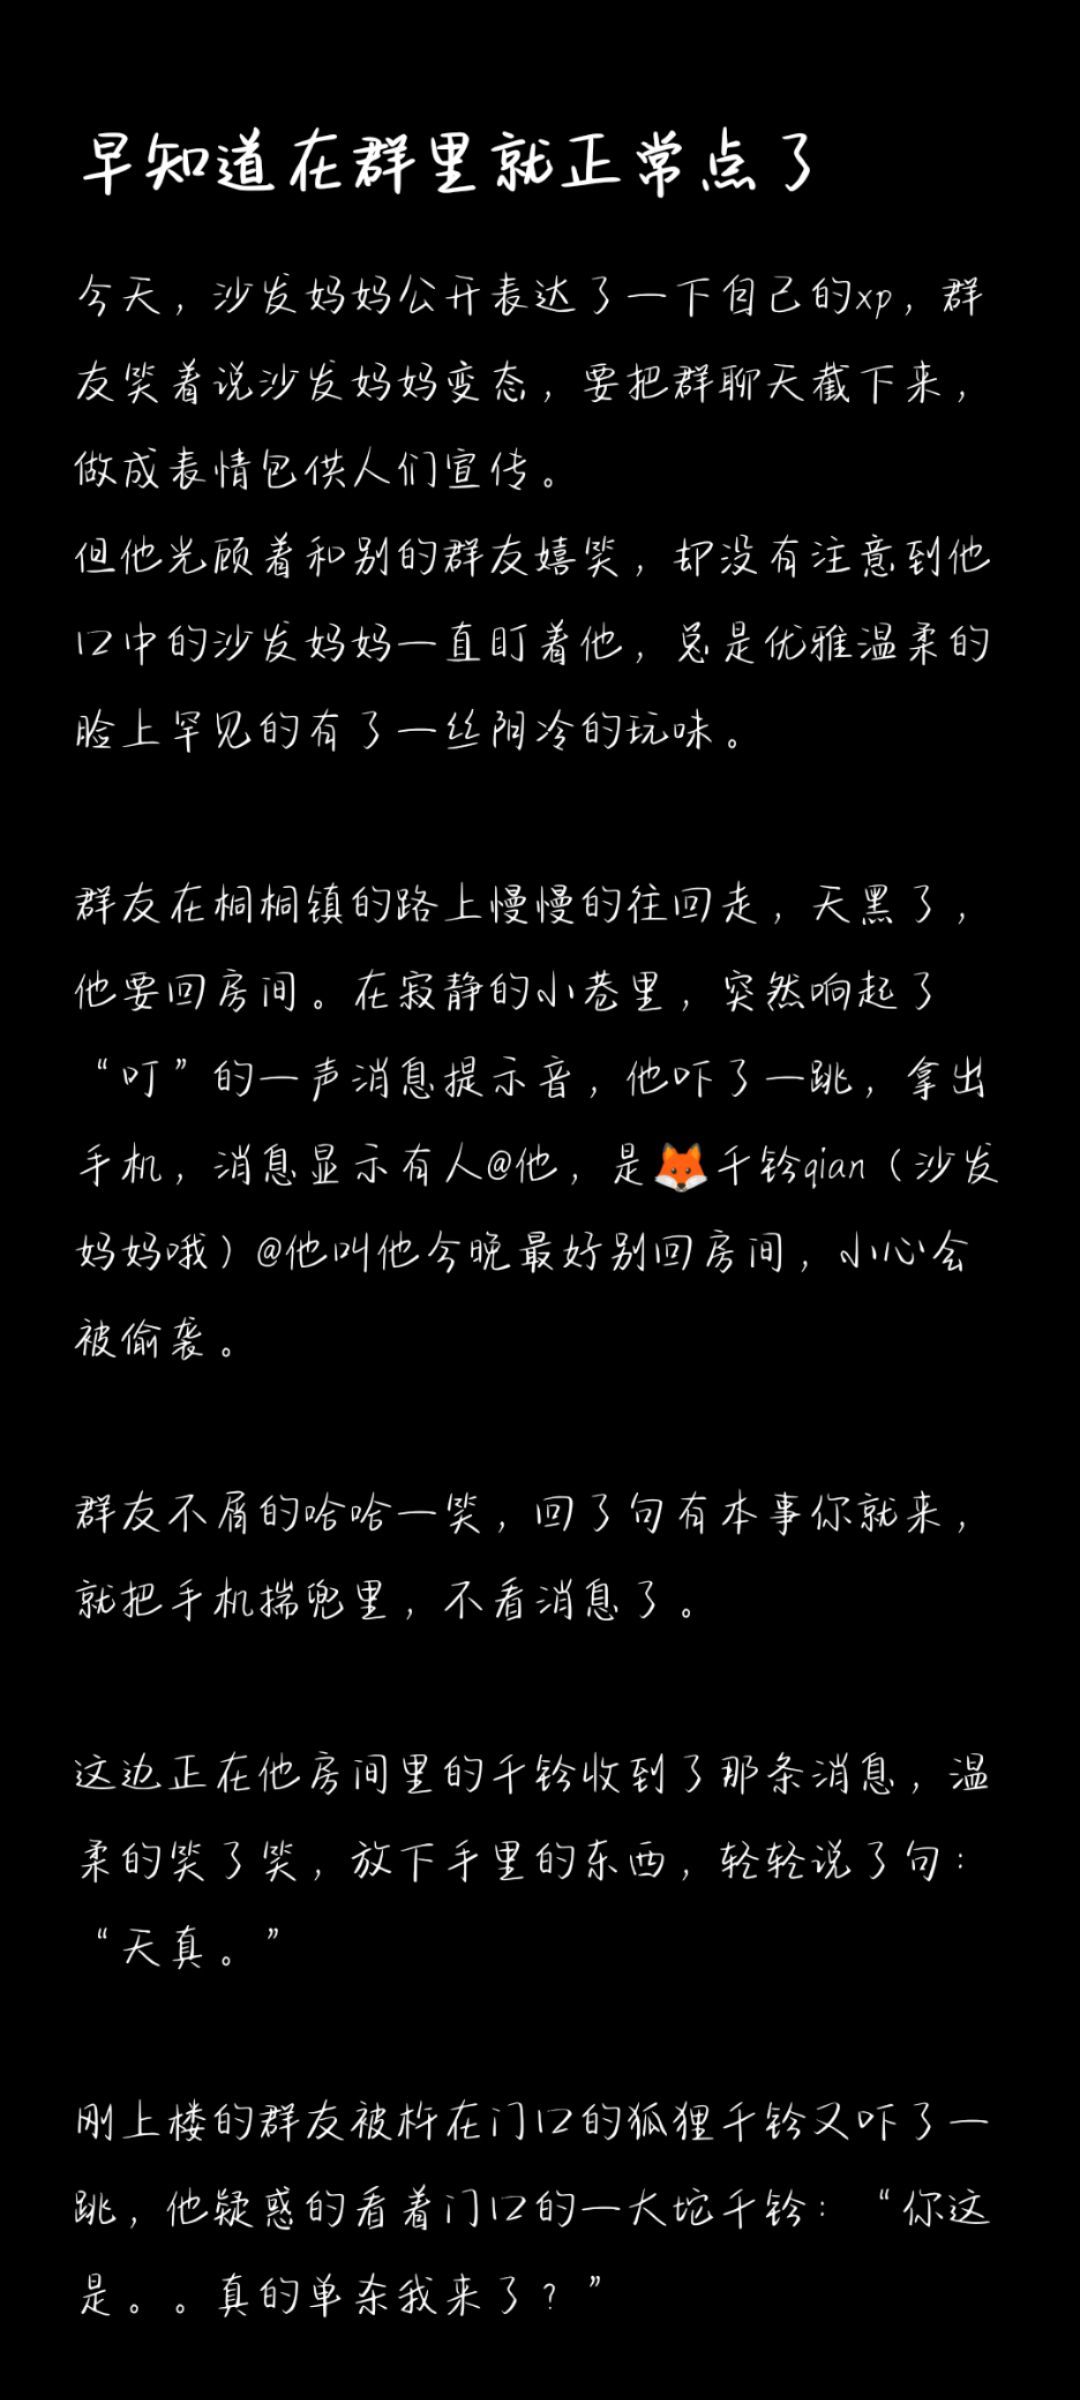 早知道在群里就正常点了
今天，沙发妈妈公开表达了一下自己的xp，群
友笑着说沙发妈妈变态，要把群聊天截下来，
做成表情包供人们宣传。
但他光顾着和别的群友嬉笑，却没有注意到他
口中的沙发妈妈一直盯着他，总是优雅温柔的
脸上罕见的有了一丝阴冷的玩味。
群友在桐桐镇的路上慢慢的往回走，天黑了，
他要回房间。在寂静的小巷里，突然响起了
“叮”的一声消息提示音，他吓了一跳，拿出
手机，消息显示有人@他，是🦊千铃qian（沙发
妈妈哦）@他叫他今晚最好别回房间，小心会
被偷袭。
群友不屑的哈哈一笑，回了句有本事你就来，
就把手机揣兜里，不看消息了。
这边正在他房间里的千铃收到了那条消息，温
柔的笑了笑，放下手里的东西，轻轻说了句：
“天真。”
刚上楼的群友被杵在门口的狐狸千铃又吓了一
跳，他疑惑的看着门口的一大坨千铃：“你这
是。。真的单杀我来了？”